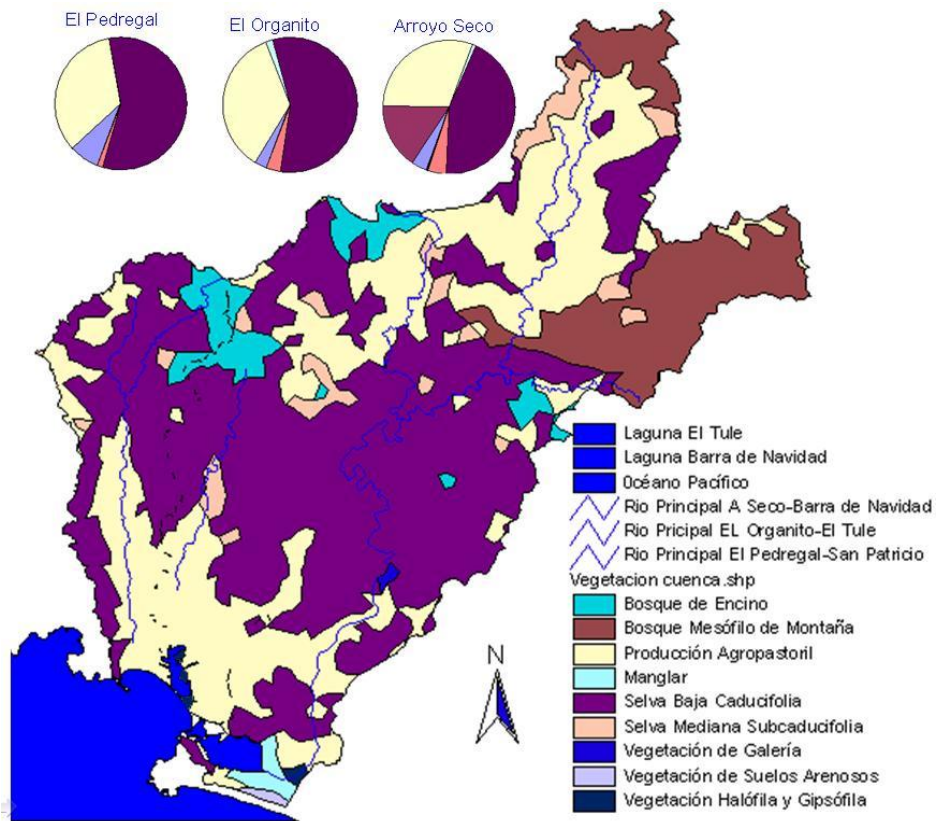 El Pedregal
El Organito
Arroyo Seco
Laguna El Tule
Laguna Barra de Navidad
Océano Pacífico
Rio Principal A Seco-Barra de Navidad
Rio Pricipal EL Organito-El Tule
Rio Principal El Pedregal-San Patricio
Vegetacion cuenca.shp
Bosque de Encino
Bosque Mesófilo de Montaña
Producción Agropastoril
Manglar
Selva Baja Caducifolia
Selva Mediana Subcaducifolia
Vegetación de Galería
Vegetación de Suelos Arenosos
Vegetación Halófila y Gipsófila
N